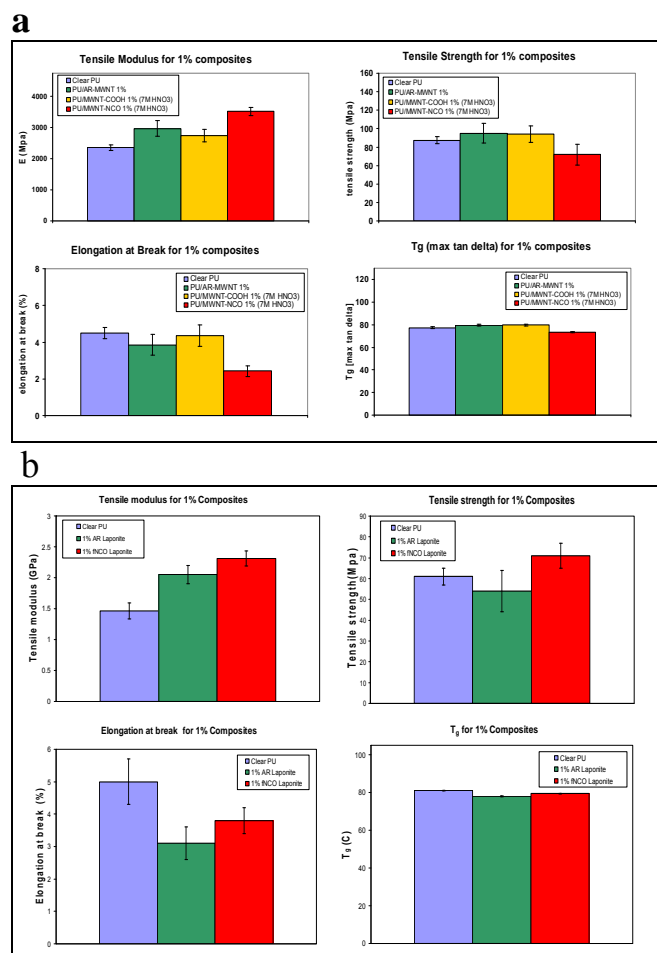 a
Tensile Modulus for 1% composites
Clear PU
PU/AR-MWNT 1%
PU/MWNT-COOH 1% (7M HNO3)
PU/MWNT-NCO 1% (7M HNO3)
E (Mpa)
4000
3000
2000
1000
0
Tensile Strength for 1% composites
Clear PU
PU/AR-MWNT 1%
PU/MWNT-COOH 1% (7M HNO3)
PU/MWNT-NCO 1% (7M HNO3)
tensile strength (Mpa)
160
140
120
100
80
60
40
20
0
Elongation at Break for 1% composites
Clear PU
PU/AR-MWNT 1%
PU/MWNT-COOH 1% (7M HNO3)
PU/MWNT-NCO 1% (7M HNO3)
elongation at break (%)
8
6
4
2
0
Tg (max tan delta) for 1% composites
Clear PU
PU/AR-MWNT 1%
PU/MWNT-COOH 1% (7M HNO3)
PU/MWNT-NCO 1% (7M HNO3)
Tg [max tan delta]
120
100
80
60
40
20
0
b
Tensile modulus for 1% Composites
Clear PU
1% AR Laponite
1% fNCO Laponite
Tensile modulus (GPa)
3
2.5
2
1.5
1
0.5
0
Tensile strength for 1% Composites
Clear PU
1% AR Laponite
1% fNCO Laponite
Tensile strength(Mpa)
90
80
70
60
50
40
30
20
10
0
Elongation at break for 1% Composites
Clear PU
1% AR Laponite
1% fNCO Laponite
Elongation at break (%)
6
5
4
3
2
1
0
Tg for 1% Composites
Clear PU
1% AR Laponite
1% fNCO Laponite
Tg (C)
100
80
60
40
20
0